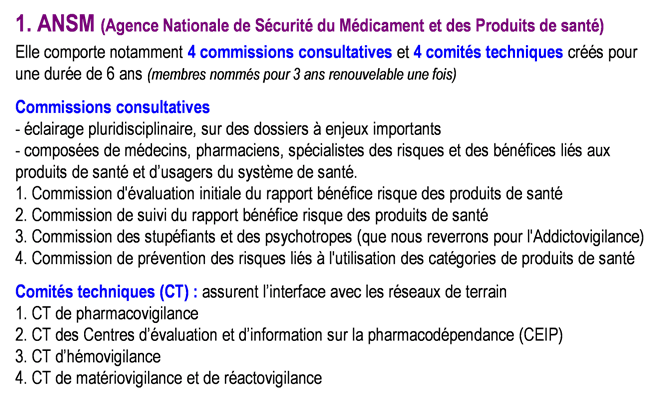 1. ANSM (Agence Nationale de Sécurité du Médicament et des Produits de santé)
Elle comporte notamment 4 commissions consultatives et 4 comités techniques créés pour
une durée de 6 ans (membres nommés pour 3 ans renouvelable une fois)
Commissions consultatives
- éclairage pluridisciplinaire, sur des dossiers à enjeux importants
- composées de médecins, pharmaciens, spécialistes des risques et des bénéfices liés aux
produits de santé et d'usagers du système de santé.
1. Commission d'évaluation initiale du rapport bénéfice risque des produits de santé
2. Commission de suivi du rapport bénéfice risque des produits de santé
3. Commission des stupéfiants et des psychotropes (que nous reverrons pour l'Addictovigilance)
4. Commission de prévention des risques liés à l'utilisation des catégories de produits de santé
Comités techniques (CT) : assurent l'interface avec les réseaux de terrain
1. CT de pharmacovigilance
2. CT des Centres d'évaluation et d'information sur la pharmacodépendance (CEIP)
3. CT d'hémovigilance
4. CT de matériovigilance et de réactovigilance